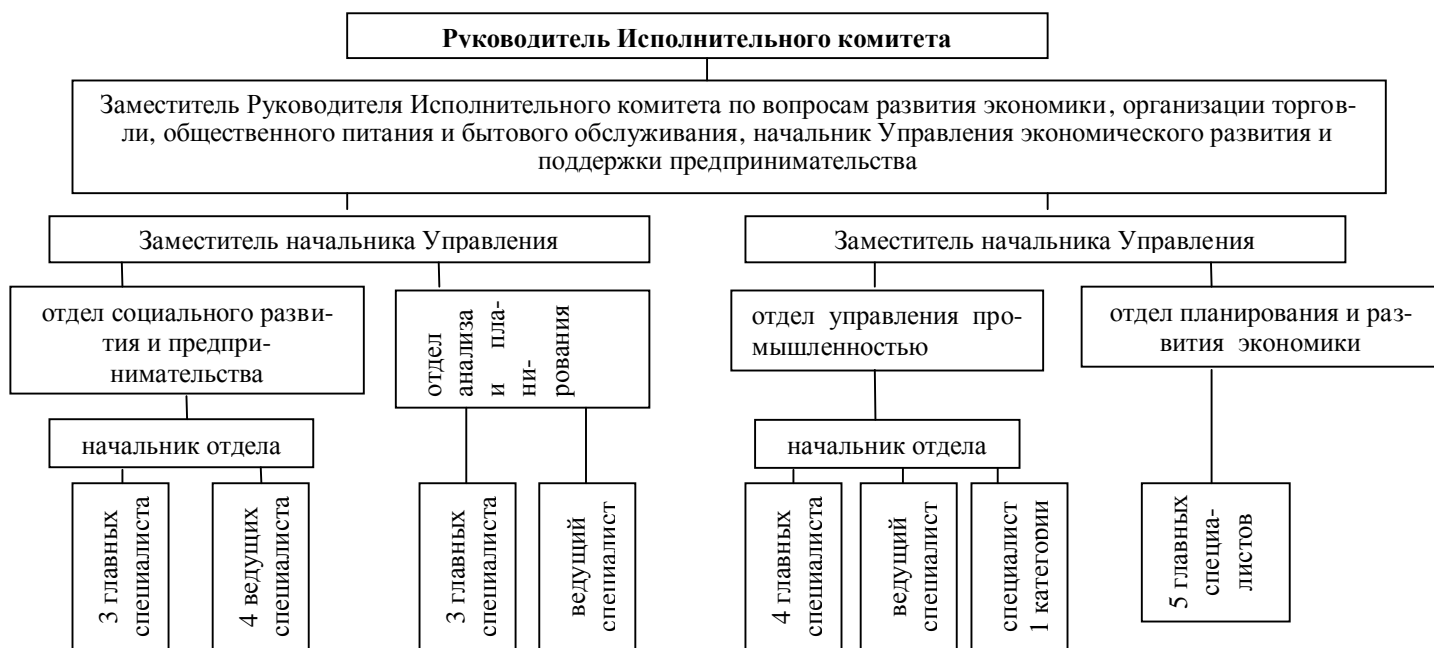 Руководитель Исполнительного комитета
Заместитель Руководителя Исполнительного комитета по вопросам развития экономики, организации торгов-
ли, общественного питания и бытового обслуживания, начальник Управления экономического развития и
поддержки предпринимательства
Заместитель начальника Управления
Заместитель начальника Управления
отдел социального разви-
тия и предпри-
нимательства
отдел
анализа
и пла-
ни-
рования
отдел управления про-
мышленностью
отдел планирования и раз-
вития экономики
начальник отдела
начальник отдела
3 главных
специалиста
4 ведущих
специалиста
3 главных
специалиста
ведущий
специалист
4 главных
специалиста
ведущий
специалист
специалист
1 категории
5 главных
специа-
листов